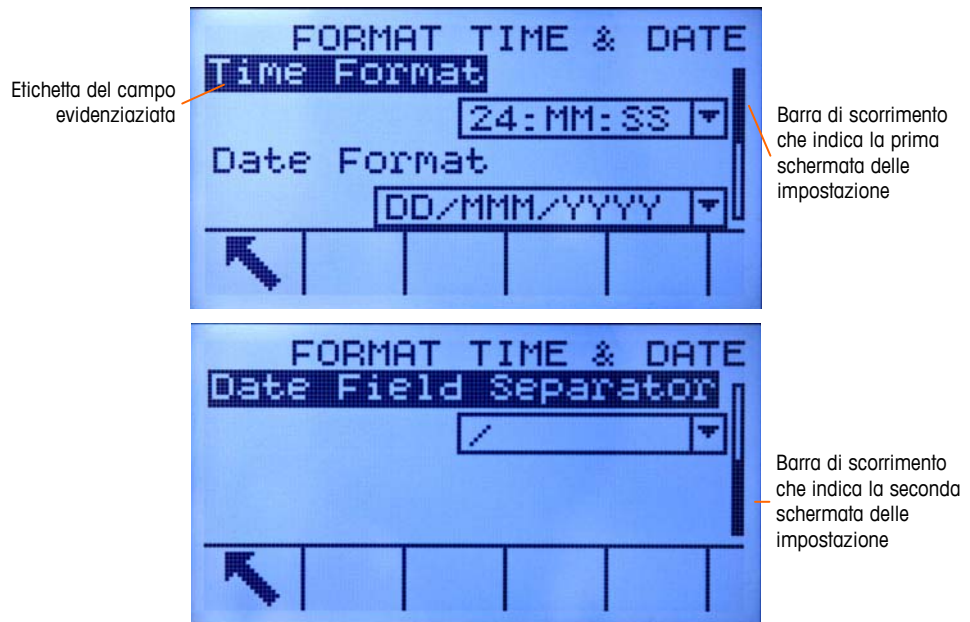 FORMAT TIME & DATE
Time Format
24:MM:SS
Date Format
DD/MMM/YYYY
Etichetta del campo
evidenziaziata
Barra di scorrimento
che indica la prima
schermata delle
impostazione
FORMAT TIME & DATE
Date Field Separator
/
Barra di scorrimento
che indica la seconda
schermata delle
impostazione